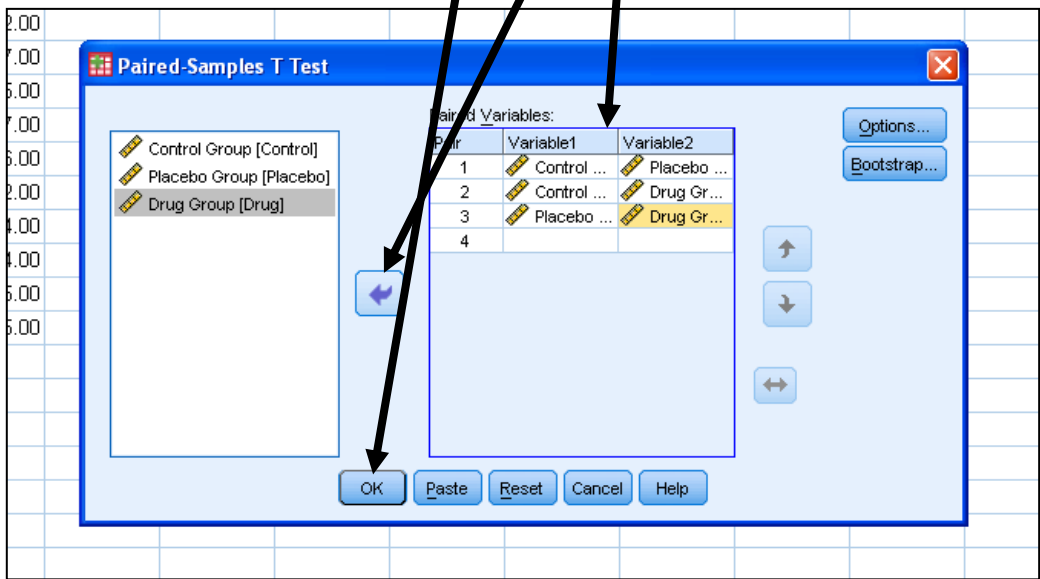 2.00
7.00
5.00
7.00
6.00
2.00
4.00
4.00
5.00
5.00
Paired-Samples T Test
Control Group [Control]
Placebo Group [Placebo]
Drug Group [Drug]
Paired Variables:
Pair Variable1 Variable2
1 Control ... Placebo ...
2 Control ... Drug Gr...
3 Placebo ... Drug Gr...
4
Options...
Bootstrap...
OK Paste Reset Cancel Help